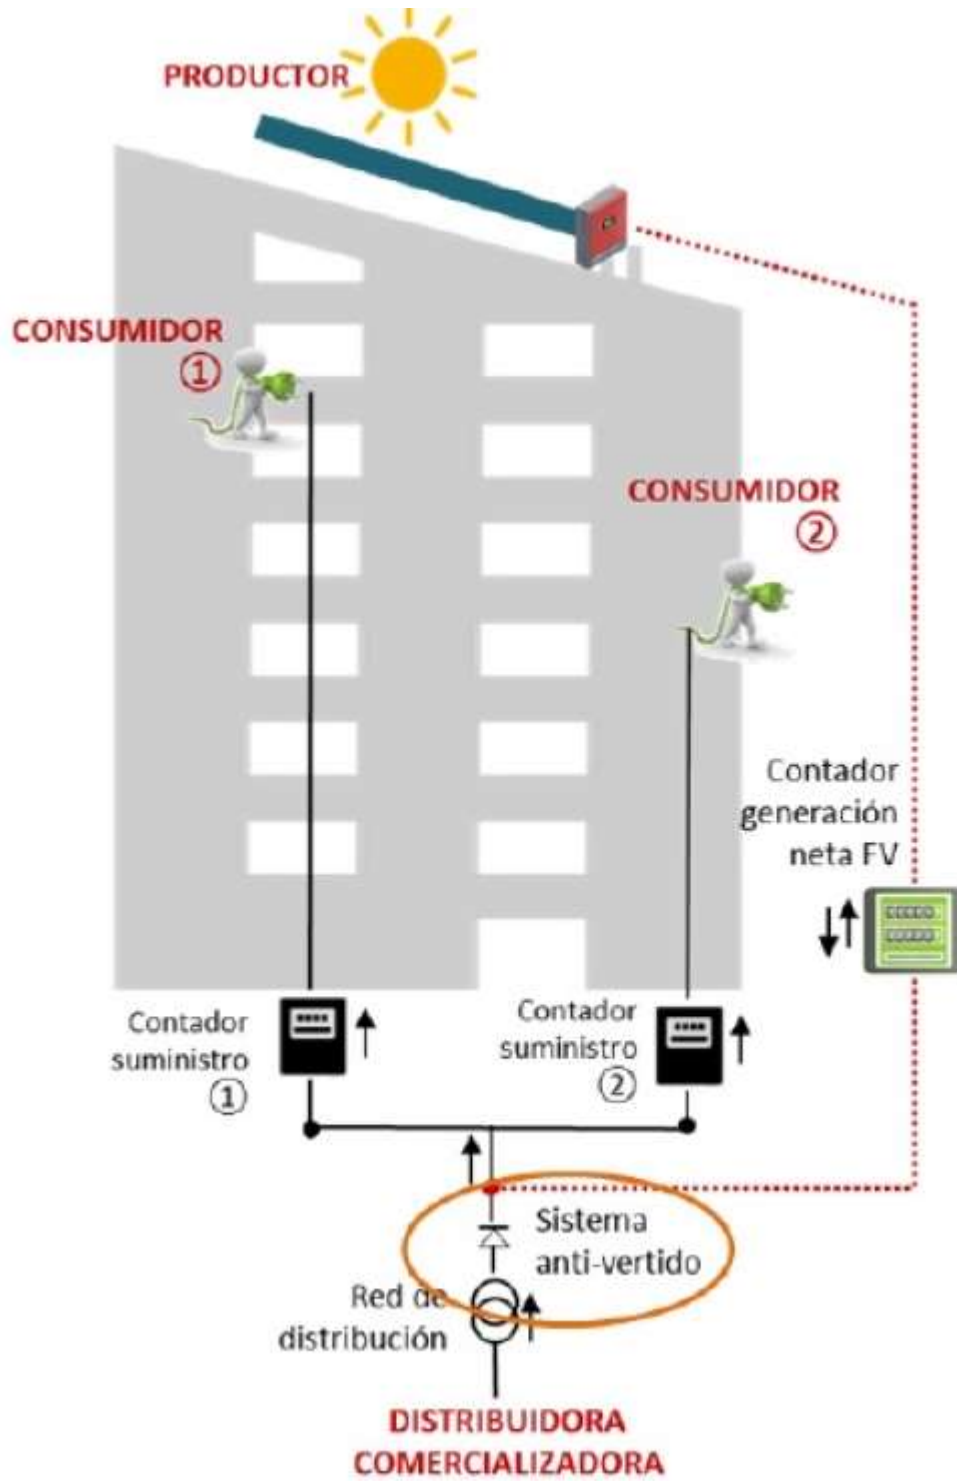 PRODUCTOR
CONSUMIDOR
①
CONSUMIDOR
②
Contador
generación
neta FV
Contador
suministro
①
Contador
suministro
②
Sistema
anti-vertido
Red de
distribución
DISTRIBUIDORA
COMERCIALIZADORA